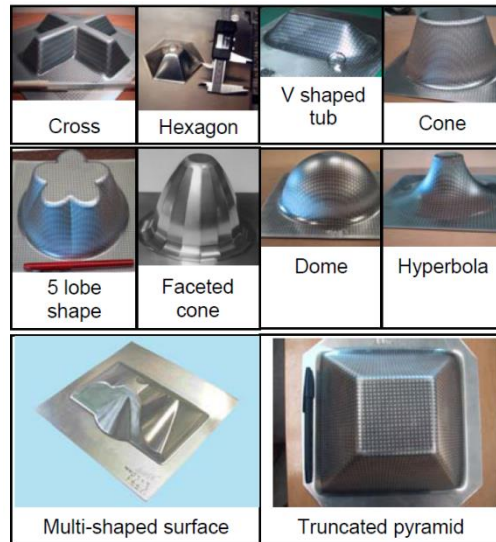 Cross
Hexagon
V shaped
tub
Cone
5 lobe
shape
Faceted
cone
Dome
Hyperbola
Multi-shaped surface
Truncated pyramid